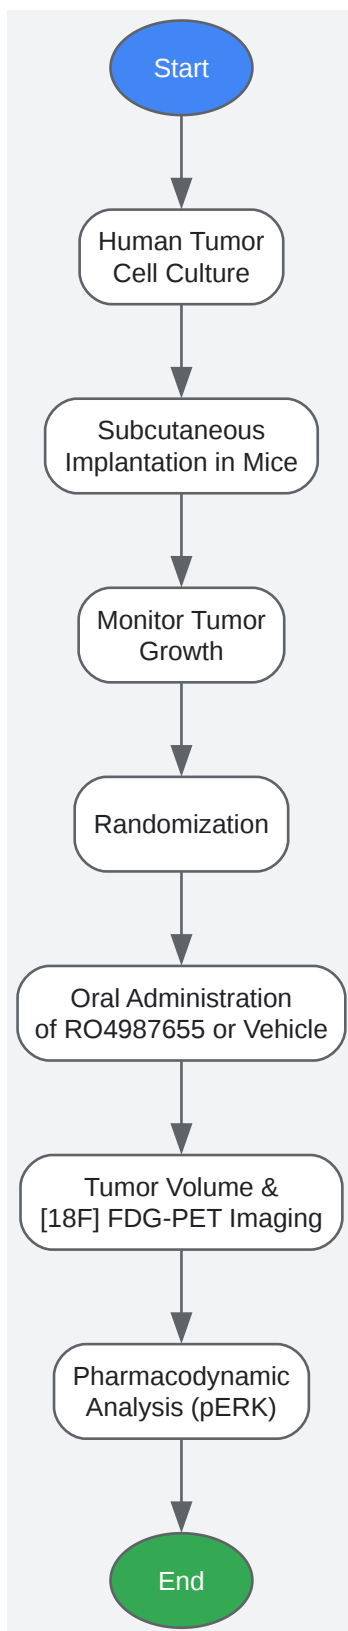 Start
Human Tumor
Cell Culture
Subcutaneous
Implantation in Mice
Monitor Tumor
Growth
Randomization
Oral Administration
of RO4987655 or Vehicle
Tumor Volume &
[18F] FDG-PET Imaging
Pharmacodynamic
Analysis (pERK)
End